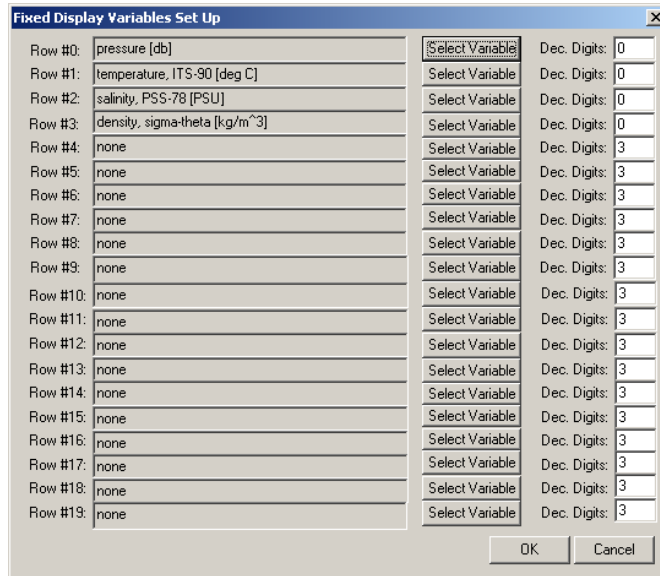 Fixed Display Variables Set Up
Row #0: pressure [db] Select Variable Dec. Digits: 0
Row #1: temperature, ITS-90 [deg C] Select Variable Dec. Digits: 0
Row #2: salinity, PSS-78 [PSU] Select Variable Dec. Digits: 0
Row #3: density, sigma-theta [kg/m^3] Select Variable Dec. Digits: 0
Row #4: none Select Variable Dec. Digits: 3
Row #5: none Select Variable Dec. Digits: 3
Row #6: none Select Variable Dec. Digits: 3
Row #7: none Select Variable Dec. Digits: 3
Row #8: none Select Variable Dec. Digits: 3
Row #9: none Select Variable Dec. Digits: 3
Row #10: none Select Variable Dec. Digits: 3
Row #11: none Select Variable Dec. Digits: 3
Row #12: none Select Variable Dec. Digits: 3
Row #13: none Select Variable Dec. Digits: 3
Row #14: none Select Variable Dec. Digits: 3
Row #15: none Select Variable Dec. Digits: 3
Row #16: none Select Variable Dec. Digits: 3
Row #17: none Select Variable Dec. Digits: 3
Row #18: none Select Variable Dec. Digits: 3
Row #19: none Select Variable Dec. Digits: 3
OK Cancel